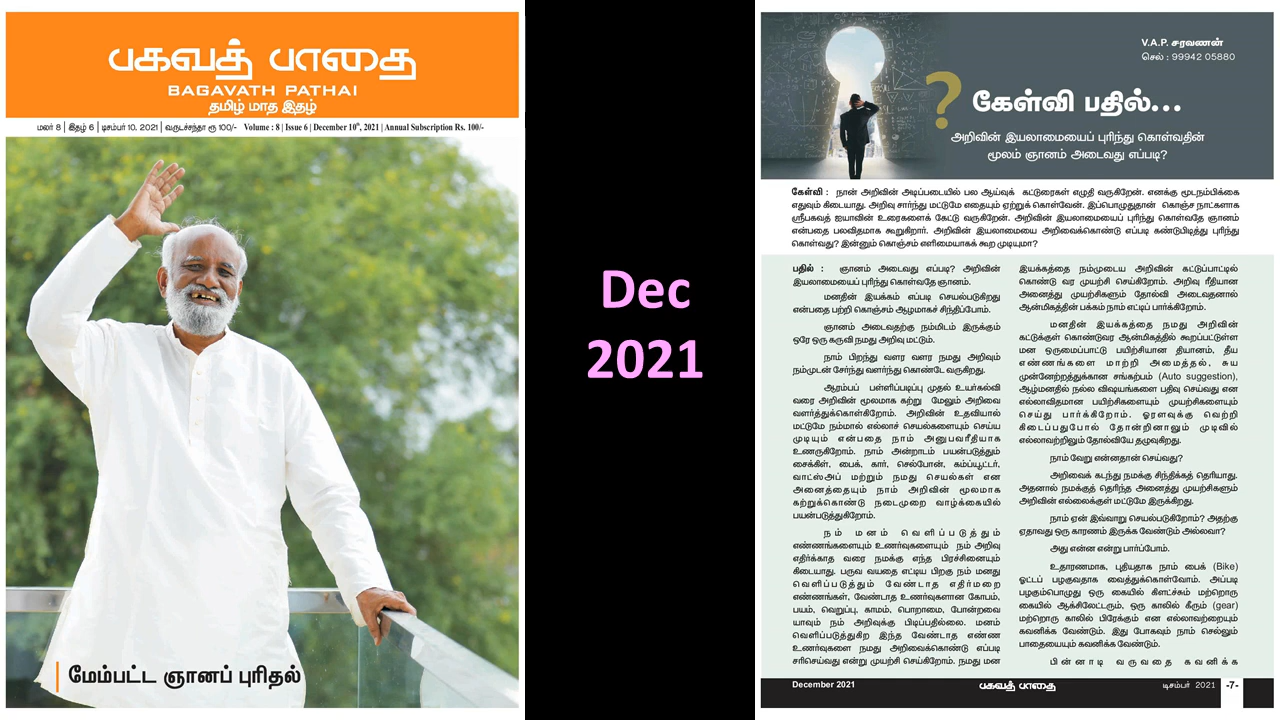 பகவத் பாதை
BAGAVATH PATHAI
தமிழ் மாத இதழ்
மலர் 8 | இதழ் 6 | டிசம்பர் 10. 2021 | வருடச்சந்தா ரூ 100/- Volume : 8 | Issue 6 | December 10th, 2021 | Annual Subscription Rs. 100/-
மேம்பட்ட ஞானப் புரிதல்
Dec
2021
V.A.P. சரவணன்
செல் : 99942 05880
? கேள்வி பதில்...
அறிவின் இயலாமையைப் புரிந்து கொள்வதின்
மூலம் ஞானம் அடைவது எப்படி?
கேள்வி : நான் அறிவின் அடிப்படையில் பல ஆய்வுக் கட்டுரைகள் எழுதி வருகிறேன். எனக்கு மூடநம்பிக்கை
எதுவும் கிடையாது. அறிவு சார்ந்து மட்டுமே எதையும் ஏற்றுக் கொள்வேன். இப்பொழுதுதான் கொஞ்ச நாட்களாக
ஸ்ரீபகவத் ஐயாவின் உரைகளைக் கேட்டு வருகிறேன். அறிவின் இயலாமையைப் புரிந்து கொள்வதே ஞானம்
என்பதை பலவிதமாக கூறுகிறார். அறிவின் இயலாமையை அறிவைக்கொண்டு எப்படி கண்டுபிடித்து புரிந்து
கொள்வது? இன்னும் கொஞ்சம் எளிமையாகக் கூற முடியுமா?
பதில் : ஞானம் அடைவது எப்படி? அறிவின்
இயலாமையைப் புரிந்து கொள்வதே ஞானம்.
மனதின் இயக்கம் எப்படி செயல்படுகிறது
என்பதை பற்றி கொஞ்சம் ஆழமாகச் சிந்திப்போம்.
ஞானம் அடைவதற்கு நம்மிடம் இருக்கும்
ஒரே ஒரு கருவி நமது அறிவு மட்டும்.
நாம் பிறந்து வளர வளர நமது அறிவும்
நம்முடன் சேர்ந்து வளர்ந்து கொண்டே வருகிறது.
ஆரம்பப் பள்ளிப்படிப்பு முதல் உயர்கல்வி
வரை அறிவின் மூலமாக கற்று மேலும் அறிவை
வளர்த்துக்கொள்கிறோம். அறிவின் உதவியால்
மட்டுமே நம்மால் எல்லாச் செயல்களையும் செய்ய
முடியும் என்பதை நாம் அனுபவரீதியாக
உணருகிறோம். நாம் அன்றாடம் பயன்படுத்தும்
சைக்கிள், பைக், கார், செல்போன், கம்ப்யூட்டர்,
வாட்ஸ்அப் மற்றும் நமது செயல்கள் என
அனைத்தையும் நாம் அறிவின் மூலமாக
கற்றுக்கொண்டு நடைமுறை வாழ்க்கையில்
பயன்படுத்துகிறோம்.
நம் மனம் வெளிப்படுத்தும்
எண்ணங்களையும் உணர்வுகளையும் நம் அறிவு
எதிர்க்காத வரை நமக்கு எந்த பிரச்சினையும்
கிடையாது. பருவ வயதை எட்டிய பிறகு நம் மனது
வெளிப்படுத்தும் வேண்டாத எதிர்மறை
எண்ணங்கள், வேண்டாத உணர்வுகளான கோபம்,
பயம், வெறுப்பு, காமம், பொறாமை, போன்றவை
யாவும் நம் அறிவுக்கு பிடிப்பதில்லை. மனம்
வெளிப்படுத்துகிற இந்த வேண்டாத எண்ண
உணர்வுகளை நமது அறிவைக்கொண்டு எப்படி
சரிசெய்வது என்று முயற்சி செய்கிறோம். நமது மன
இயக்கத்தை நம்முடைய அறிவின் கட்டுப்பாட்டில்
கொண்டு வர முயற்சி செய்கிறோம். அறிவு ரீதியான
அனைத்து முயற்சிகளும் தோல்வி அடைவதனால்
ஆன்மிகத்தின் பக்கம் நாம் எட்டிப் பார்க்கிறோம்.
மனதின் இயக்கத்தை நமது அறிவின்
கட்டுக்குள் கொண்டுவர ஆன்மிகத்தில் கூறப்பட்டுள்ள
மன ஒருமைப்பாட்டு பயிற்சியான தியானம், தீய
எண்ணங்களை மாற்றி அமைத்தல், சுய
முன்னேற்றத்துக்கான சங்கற்பம் (Auto suggestion),
ஆழ்மனதில் நல்ல விஷயங்களை பதிவு செய்வது என
எல்லாவிதமான பயிற்சிகளையும் முயற்சிகளையும்
செய்து பார்க்கிறோம். ஓரளவுக்கு வெற்றி
கிடைப்பதுபோல் தோன்றினாலும் முடிவில்
எல்லாவற்றிலும் தோல்வியே தழுவுகிறது.
நாம் வேறு என்னதான் செய்வது?
அறிவைக் கடந்து நமக்கு சிந்திக்கத் தெரியாது.
அதனால் நமக்குத் தெரிந்த அனைத்து முயற்சிகளும்
அறிவின் எல்லைக்குள் மட்டுமே இருக்கிறது.
நாம் ஏன் இவ்வாறு செயல்படுகிறோம்? அதற்கு
ஏதாவது ஒரு காரணம் இருக்க வேண்டும் அல்லவா?
அது என்ன என்று பார்ப்போம்.
உதாரணமாக, புதியதாக நாம் பைக் (Bike)
ஓட்டப் பழகுவதாக வைத்துக்கொள்வோம். அப்படி
பழகும்பொழுது ஒரு கையில் கிளட்ச்சும் மற்றொரு
கையில் ஆக்சிலேட்டரும், ஒரு காலில் கீரும் (gear)
மற்றொரு காலில் பிரேக்கும் என எல்லாவற்றையும்
கவனிக்க வேண்டும். இது போகவும் நாம் செல்லும்
பாதையையும் கவனிக்க வேண்டும்.
பின்னாடி வருவதை கவனிக்க
December 2021 பகவத் பாதை டிசம்பர் 2021 -7-